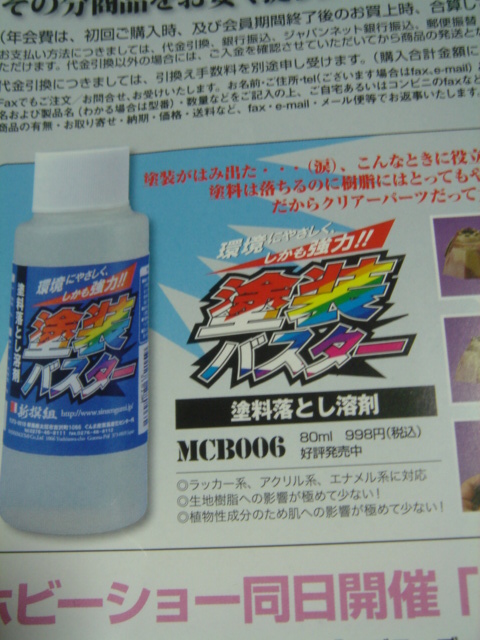 その分商品をお安く
(年会費は、初回ご購入時、及び会員期間終了後のお買上時、合算し
お支払い方法につきましては、代金引換、銀行振込、ジャパンネット銀行振込、郵便振替
ただけます。代金引換以外の場合には、ご入金を確認させていただいてから商品の発送と
代金引換につきましては、引換え手数料を別途申し受けます。(購入合計金額に
Faxでもご注文／お問合せ、お受けいたします。お名前・ご住所・tel(ございます場合はfax、e-mail)
名および製品名(わかる場合は型番)・数量などをご記入の上、ご自宅あるいはコンビニのfaxなど
商品の有無・お取り寄せ・納期・価格・送料など、fax・e-mail・メール便等でお返事いたします。
塗装がはみ出た・・・(涙)、こんなときに役立
塗料は落ちるのに樹脂にはとってもや
だからクリアーパーツだって
環境にやさしく、
しかも強力!!
塗装
バスター
塗料落とし溶剤
MCB006 80ml 998円(税込)
好評発売中
◎ラッカー系、アクリル系、エナメル系に対応
◎生地樹脂への影響が極めて少ない！
◎植物性成分のため肌への影響が極めて少ない！
環境にやさしく、
しかも強力!!
塗装
バスター
塗料落とし溶剤
新撰組
ホビーショー同日開催「